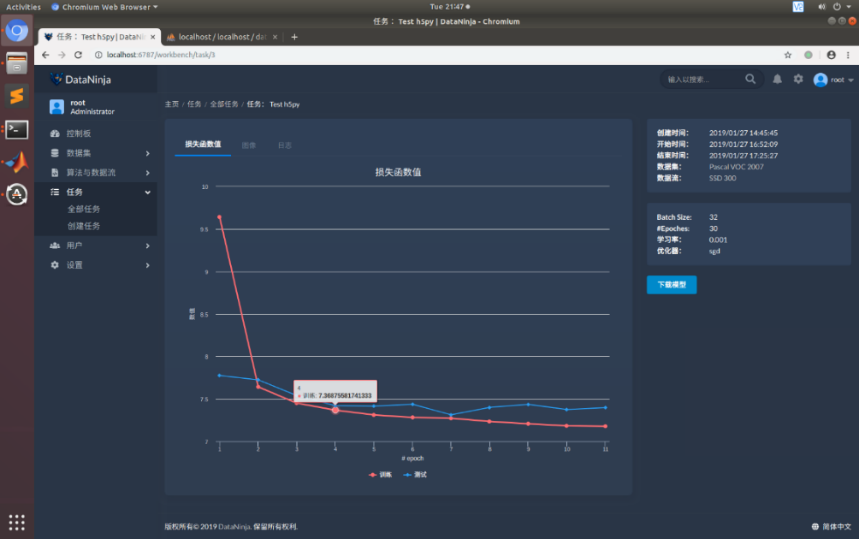 Activities
Chromium Web Browser
Tue 21:47
任务： Test hSpy | DataNinja - Chromium
任务： Test hSpy | DataNin
localhost / localhost / dat
localhost:6787/workbench/task/3
DataNinja
输入以搜索...
root
root
Administrator
主页 / 任务 / 全部任务 / 任务： Test hSpy
控制板
数据集
算法与数据流
任务
全部任务
创建任务
用户
设置
损失函数值
图像
日志
损失函数值
10
9.5
9
8.5
8
7.5
7
数值
4
训练: 7.36875581741333
1 2 3 4 5 6 7 8 9 10 11
# epoch
训练 测试
创建时间： 2019/01/27 14:45:45
开始时间： 2019/01/27 16:52:09
结束时间： 2019/01/27 17:25:27
数据集： Pascal VOC 2007
数据流： SSD 300
Batch Size: 32
#Epoches: 30
学习率： 0.001
优化器： sgd
下载模型
版权所有© 2019 DataNinja. 保留所有权利.
简体中文